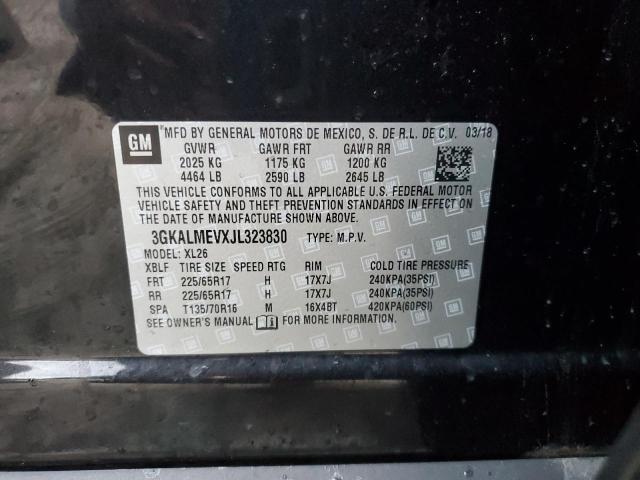 GM MFD BY GENERAL MOTORS DE MEXICO, S. DE R.L. DE C.V. 03/18
GVWR GAWR FRT GAWR RR
2025 KG 1175 KG 1200 KG
4464 LB 2590 LB 2645 LB
THIS VEHICLE CONFORMS TO ALL APPLICABLE U.S. FEDERAL MOTOR
VEHICLE SAFETY AND THEFT PREVENTION STANDARDS IN EFFECT ON
THE DATE OF MANUFACTURE SHOWN ABOVE.
3GKALMEVXJL323830 TYPE: M.P.V.
MODEL: XL26
XBLF TIRE SIZE SPEED RTG RIM COLD TIRE PRESSURE
FRT 225/65R17 H 17X7J 240KPA(35PSI)
RR 225/65R17 H 17X7J 240KPA(35PSI)
SPA T135/70R16 M 16X4BT 420KPA(60PSI)
SEE OWNER'S MANUAL FOR MORE INFORMATION.